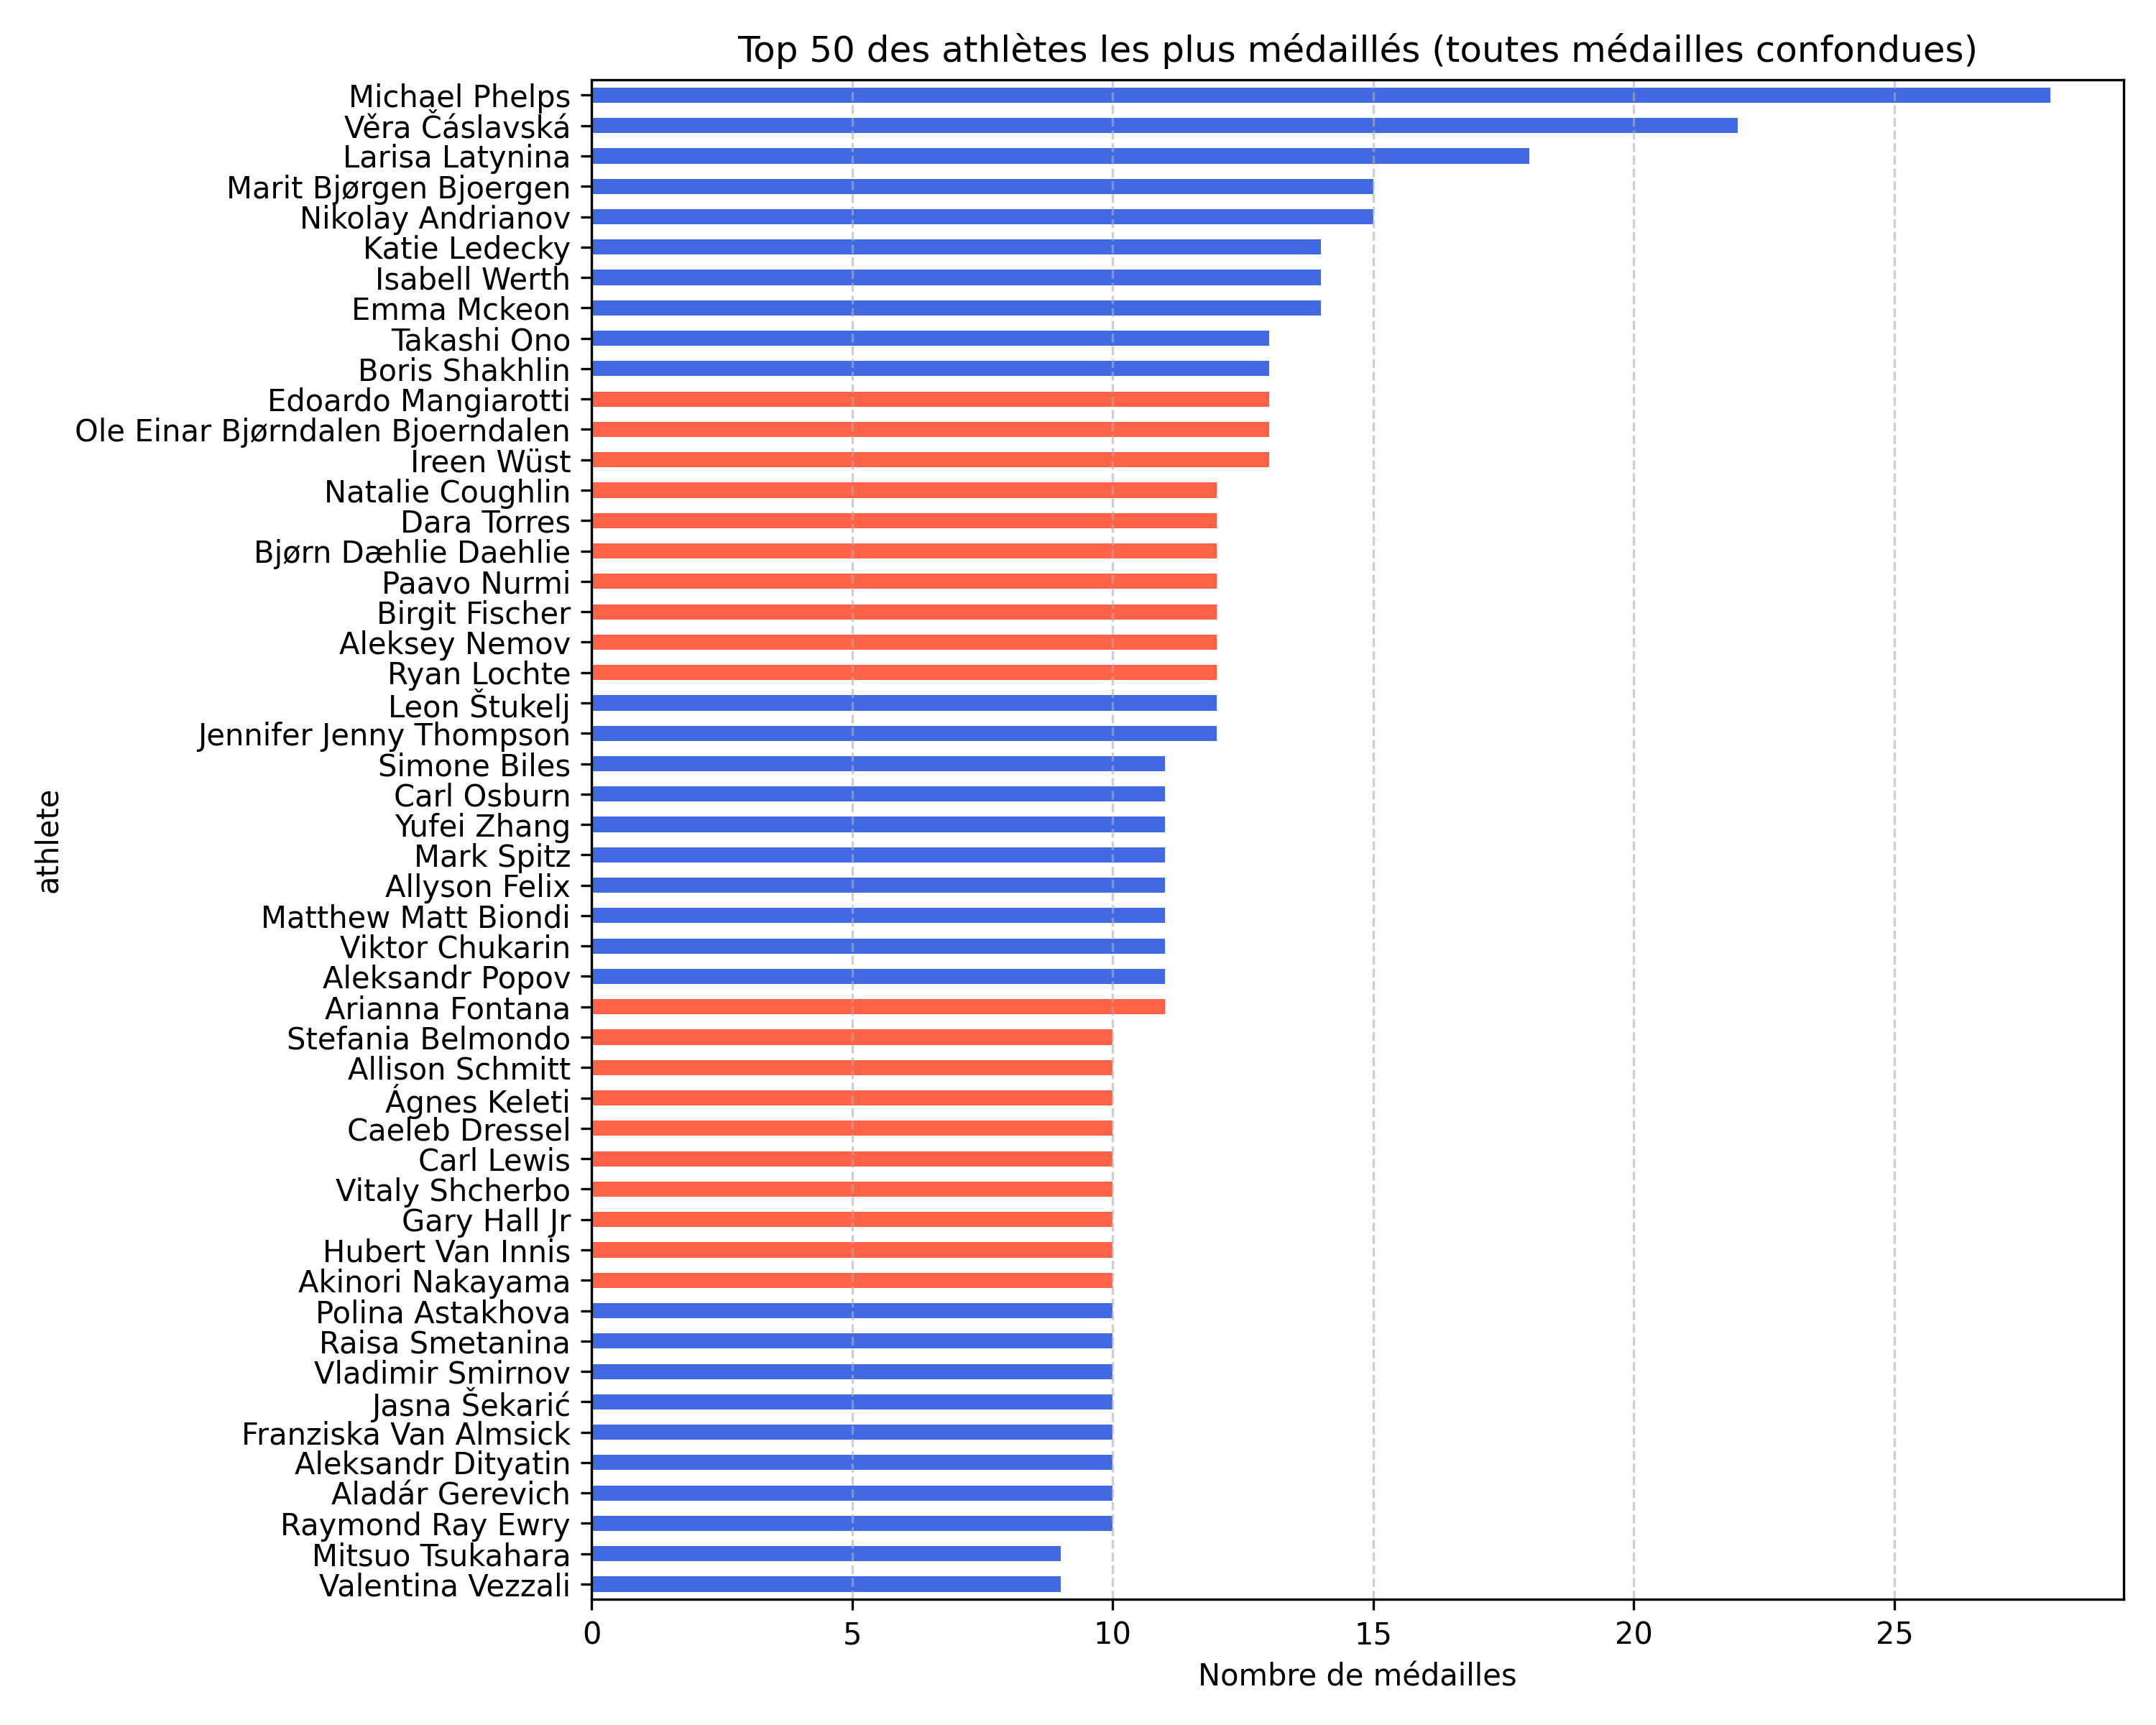 Top 50 des athlètes les plus médaillés (toutes médailles confondues)
Michael Phelps
Věra Čáslavská
Larisa Latynina
Marit Bjørgen Bjoergen
Nikolay Andrianov
Katie Ledecky
Isabell Werth
Emma Mckeon
Takashi Ono
Boris Shakhlin
Edoardo Mangiarotti
Ole Einar Bjørndalen Bjoerndalen
Ireen Wüst
Natalie Coughlin
Dara Torres
Bjørn Dæhlie Daehlie
Paavo Nurmi
Birgit Fischer
Aleksey Nemov
Ryan Lochte
Leon Štukelj
Jennifer Jenny Thompson
Simone Biles
Carl Osburn
Yufei Zhang
Mark Spitz
Allyson Felix
Matthew Matt Biondi
Viktor Chukarin
Aleksandr Popov
Arianna Fontana
Stefania Belmondo
Allison Schmitt
Ágnes Keleti
Caeleb Dressel
Carl Lewis
Vitaly Shcherbo
Gary Hall Jr
Hubert Van Innis
Akinori Nakayama
Polina Astakhova
Raisa Smetanina
Vladimir Smirnov
Jasna Šekarić
Franziska Van Almsick
Aleksandr Dityatin
Aladár Gerevich
Raymond Ray Ewry
Mitsuo Tsukahara
Valentina Vezzali
athlete
0 5 10 15 20 25
Nombre de médailles